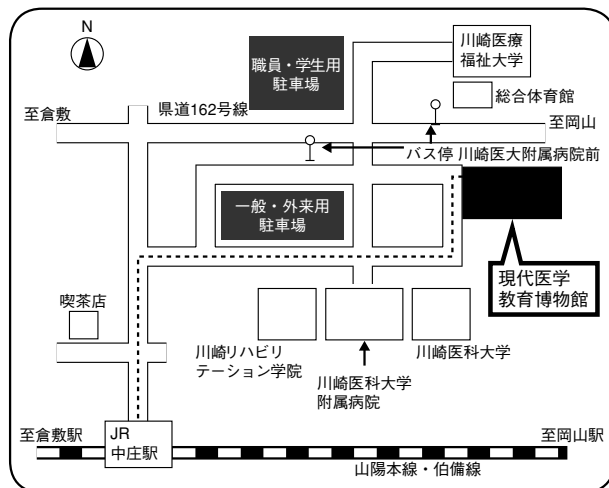 N
職員・学生用
駐車場
川崎医療
福祉大学
総合体育館
至倉敷
県道162号線
至岡山
バス停 川崎医大附属病院前
一般・外来用
駐車場
現代医学
教育博物館
喫茶店
川崎リハビリ
テーション学院
川崎医科大学
附属病院
川崎医科大学
至倉敷駅
JR
中庄駅
至岡山駅
山陽本線・伯備線